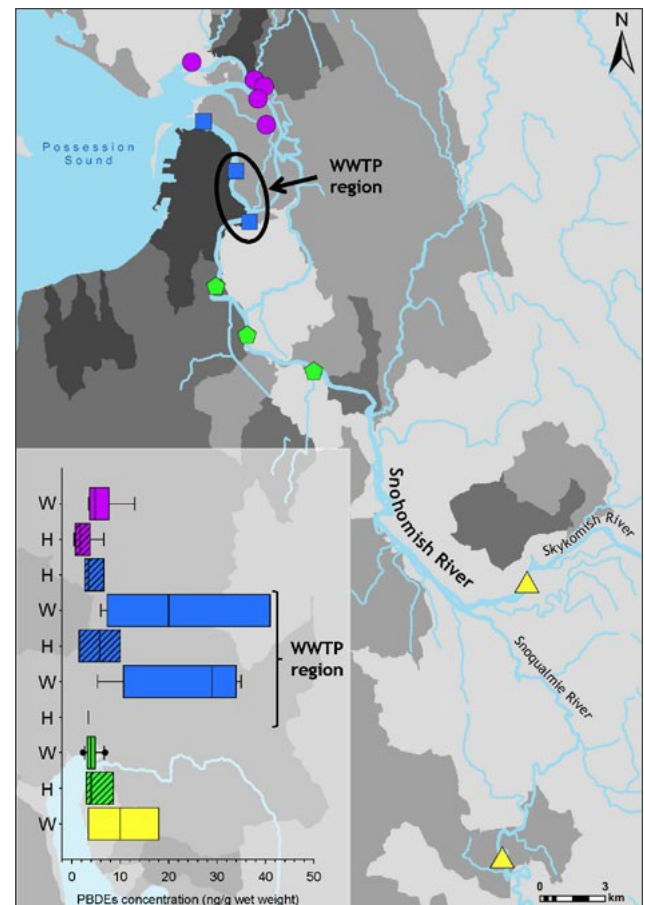 N
Possession
Sound
WWTP
region
Snohomish River
Skykomish River
Snoqualmie River
W
H
H
W
H
W
H
W
H
W
WWTP
region
0 10 20 30 40 50
PBDEs concentration (ng/g wet weight)
0 3
km